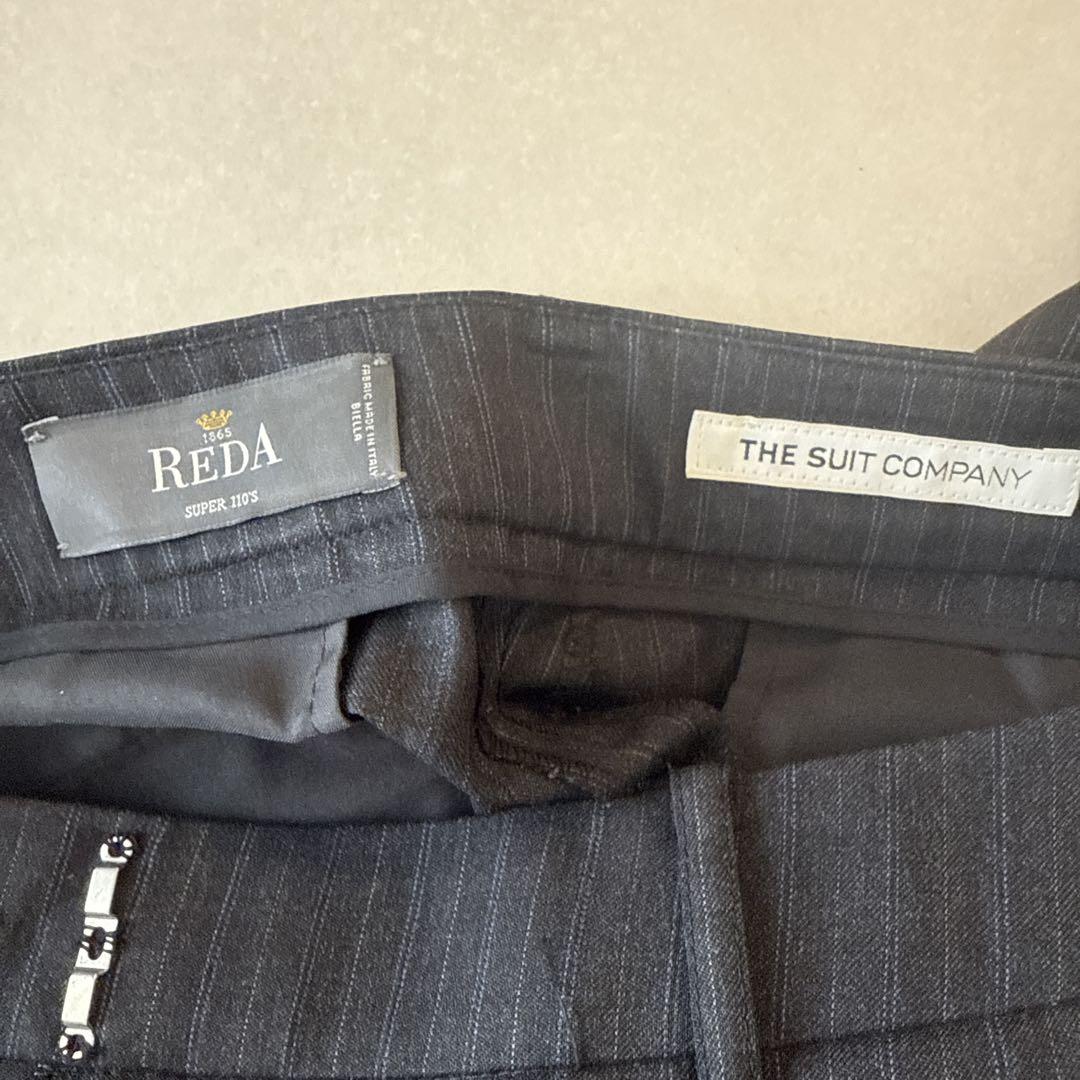 1865
REDA
SUPER 110'S
FABRIC MADE IN ITALY
BIELLA
THE SUIT COMPANY